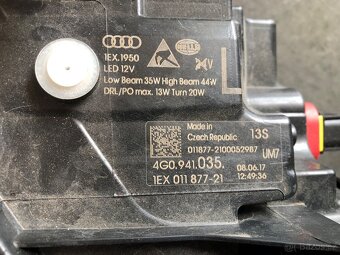 1EX.1950
LED 12V
Low Beam 35W High Beam 44W
DRL/PO max. 13W Turn 20W
L
Made in
Czech Republic
13S
011877-2100052987
UM7
4G0.941.035.
1EX 011 877-21
08.06.17
12:49:36